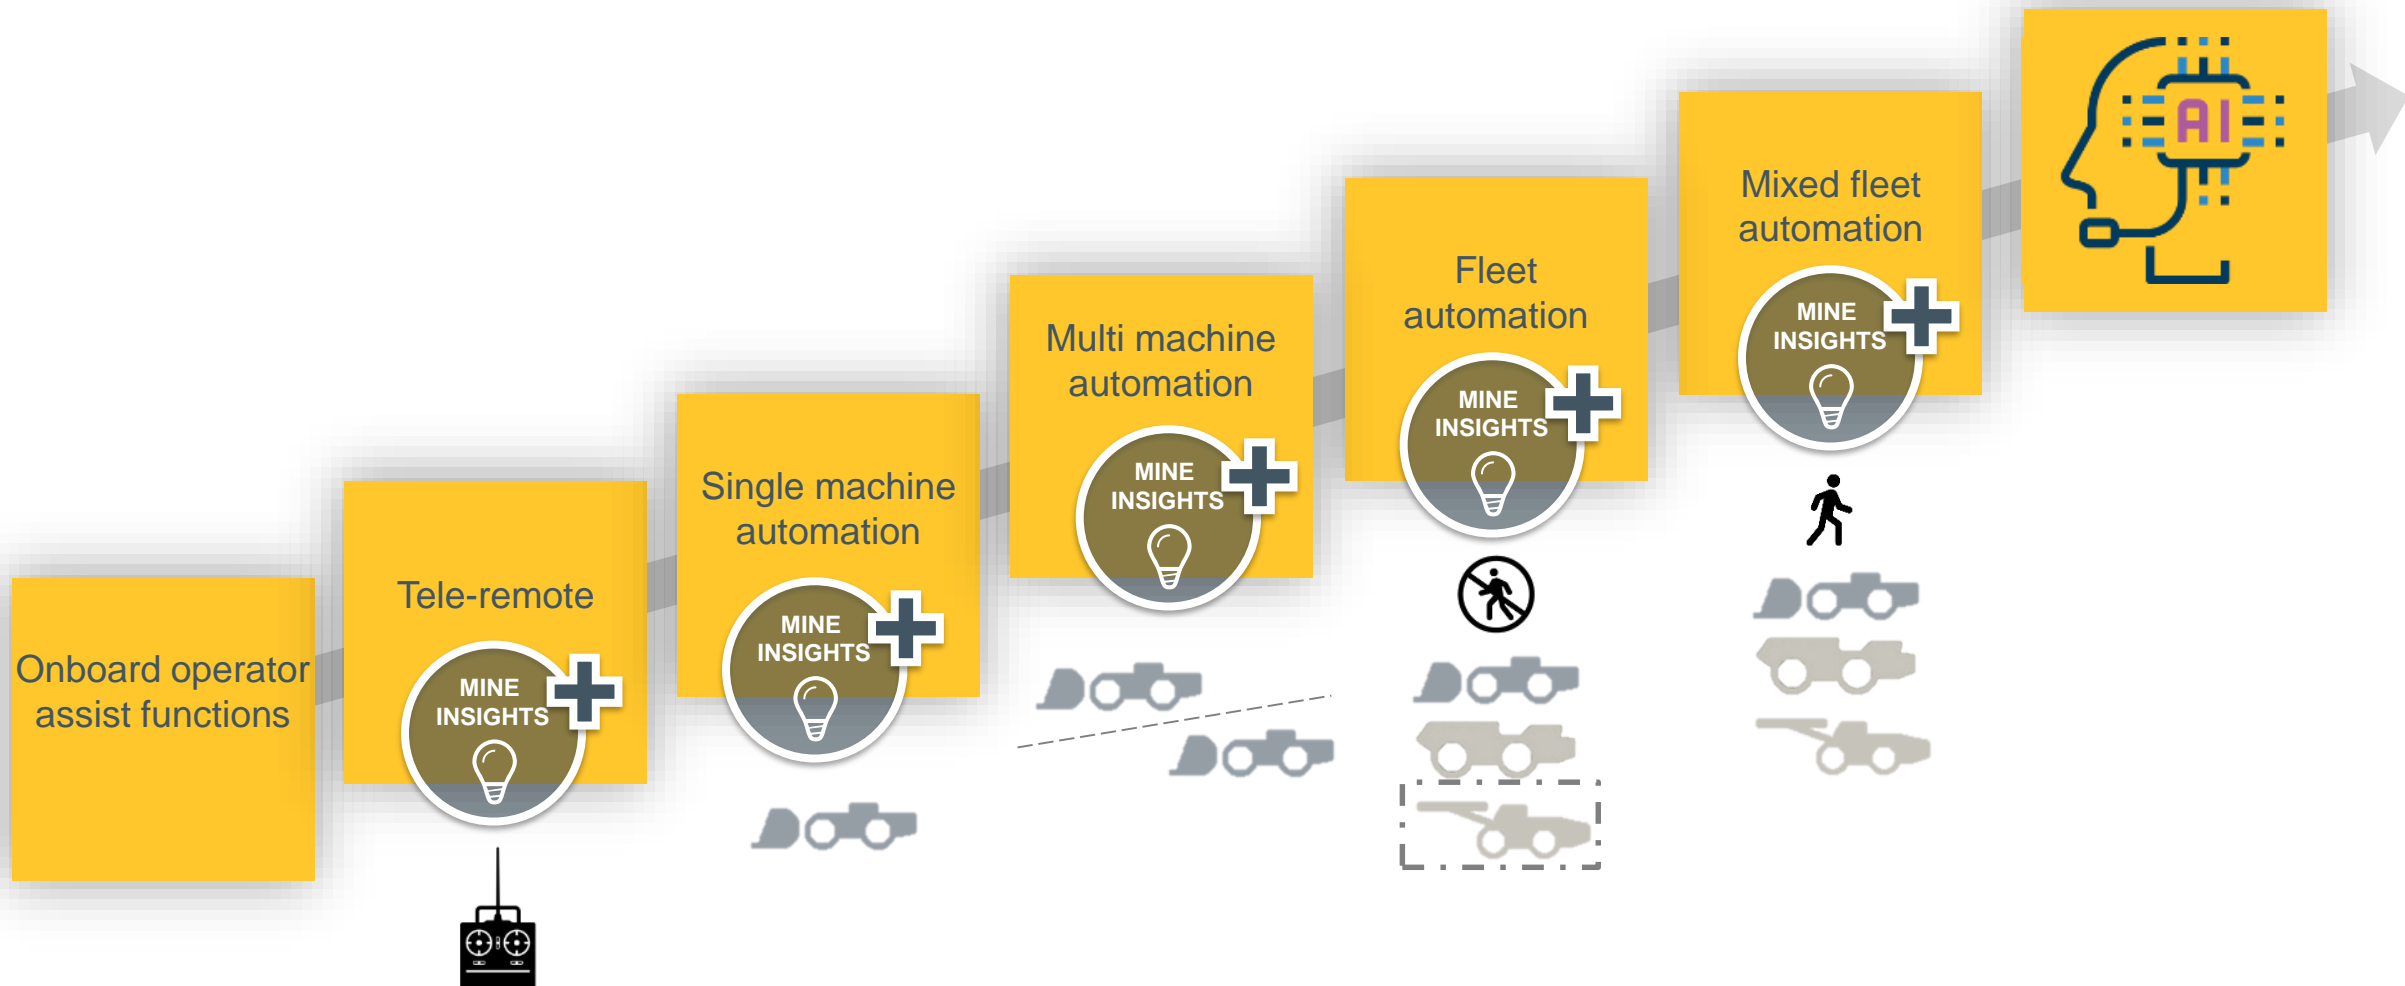 Onboard operator
assist functions
Tele-remote
MINE
INSIGHTS
Single machine
automation
MINE
INSIGHTS
Multi machine
automation
MINE
INSIGHTS
Fleet
automation
MINE
INSIGHTS
Mixed fleet
automation
MINE
INSIGHTS
AI